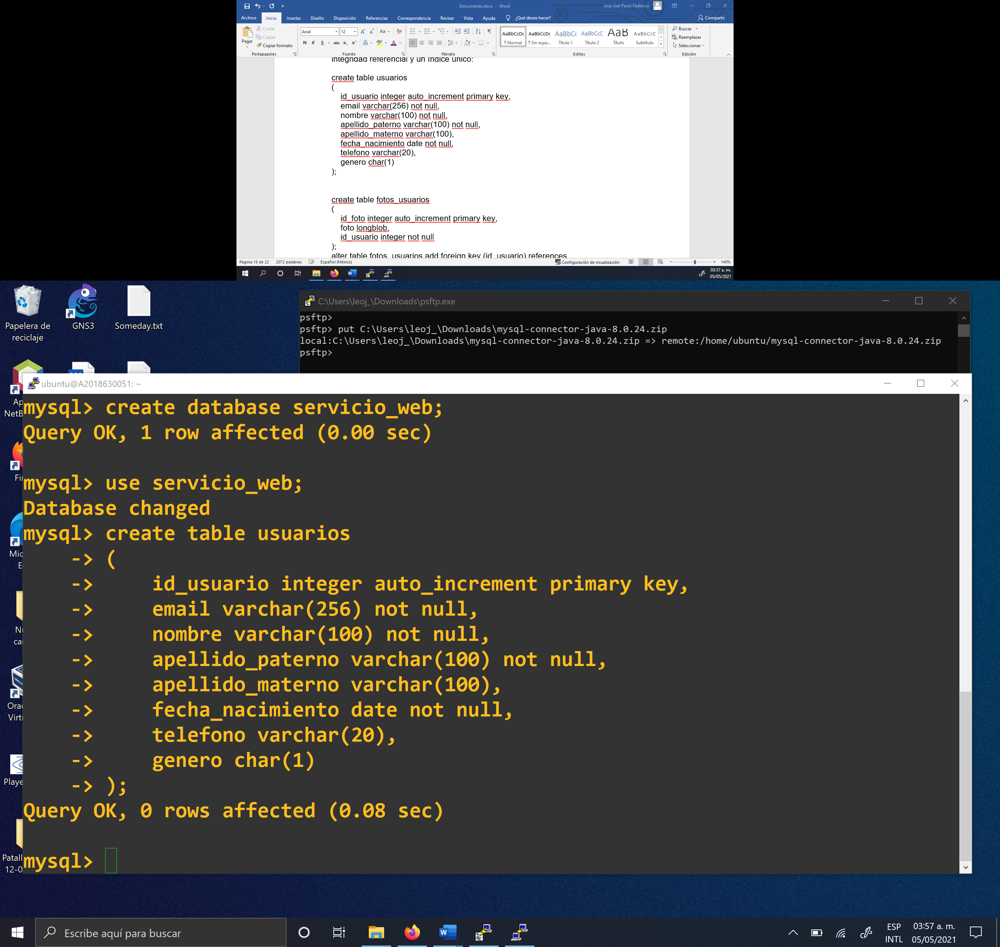 Documento.docx - Word
Jose Joel Perez Federico
Archivo Inicio Insertar Diseño Disposición Referencias Correspondencia Revisar Vista Ayuda ¿Qué desea hacer? Compartir
Pegar
Cortar
Copiar
Copiar formato
Portapapeles
Arial 12
Aa
N K S abc x₂ x²
Fuente
Párrafo
AaBbCcDc AaBbCcDc AaBbCc AaBbCcE AaB AaBbCcC
¶ Normal ¶ Sin espa... Título 1 Título 2 Título Subtítulo
Estilos
Buscar
Reemplazar
Seleccionar
Edición
integridad referencial y un índice único:
create table usuarios
(
id_usuario integer auto_increment primary key,
email varchar(256) not null,
nombre varchar(100) not null,
apellido_paterno varchar(100) not null,
apellido_materno varchar(100),
fecha_nacimiento date not null,
telefono varchar(20),
genero char(1)
);
create table fotos_usuarios
(
id_foto integer auto_increment primary key,
foto longblob,
id_usuario integer not null
);
alter table fotos_usuarios add foreign key (id_usuario) references
Página 19 de 22 2072 palabras Español (México) Configuración de visualización 140%
03:57 a. m.
05/05/2021
Papelera de
reciclaje
GNS3
Someday.txt
C:\Users\leoj_\Downloads\psftp.exe
psftp>
psftp> put C:\Users\leoj_\Downloads\mysql-connector-java-8.0.24.zip
local:C:\Users\leoj_\Downloads\mysql-connector-java-8.0.24.zip => remote:/home/ubuntu/mysql-connector-java-8.0.24.zip
psftp>
ubuntu@A2018630051: ~
mysql> create database servicio_web;
Query OK, 1 row affected (0.00 sec)
mysql> use servicio_web;
Database changed
mysql> create table usuarios
-> (
-> id_usuario integer auto_increment primary key,
-> email varchar(256) not null,
-> nombre varchar(100) not null,
-> apellido_paterno varchar(100) not null,
-> apellido_materno varchar(100),
-> fecha_nacimiento date not null,
-> telefono varchar(20),
-> genero char(1)
-> );
Query OK, 0 rows affected (0.08 sec)
mysql>
Ap
NetB
Fir
Mic
E
Nu
car
Orac
Virtu
Playe
Patall
12-0
Escribe aquí para buscar
ESP
INTL
03:57 a. m.
05/05/2021